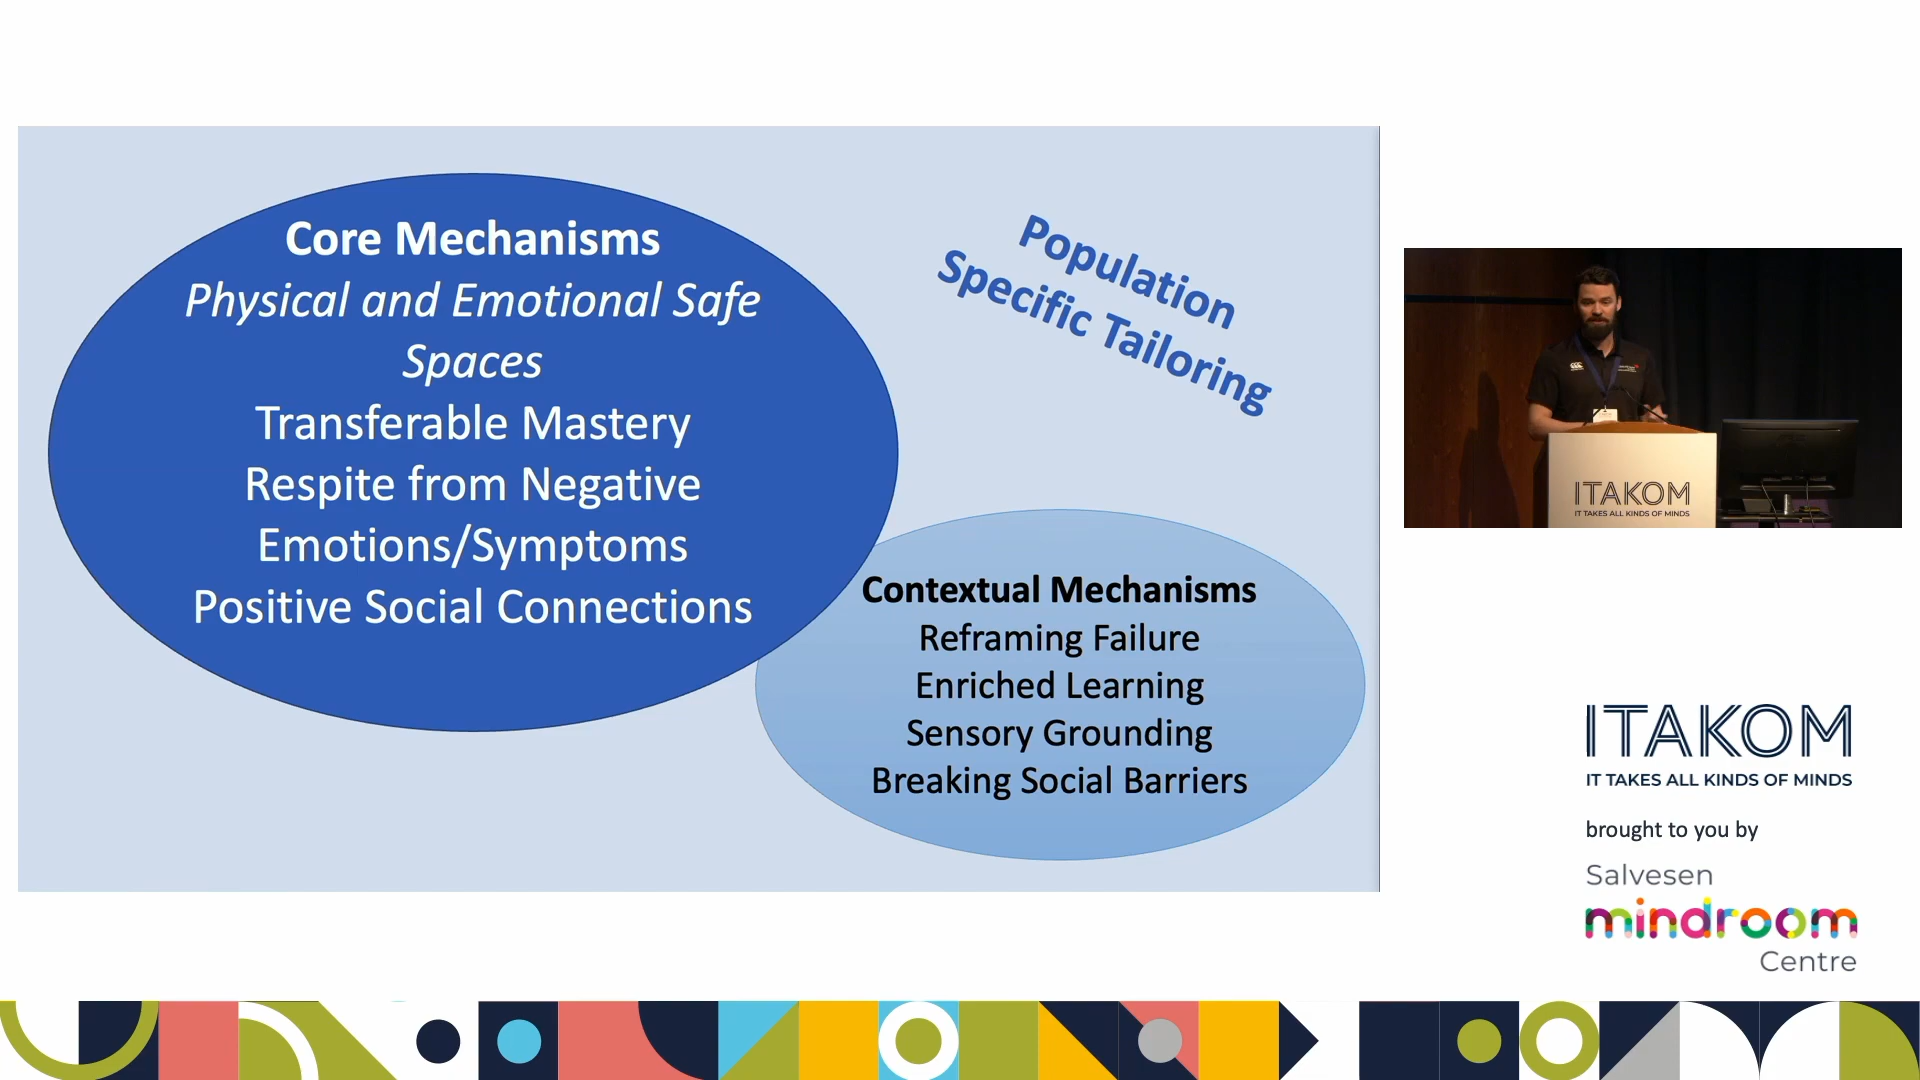 Core Mechanisms
Physical and Emotional Safe
Spaces
Transferable Mastery
Respite from Negative
Emotions/Symptoms
Positive Social Connections
Population
Specific Tailoring
Contextual Mechanisms
Reframing Failure
Enriched Learning
Sensory Grounding
Breaking Social Barriers
ITAKOM
IT TAKES ALL KINDS OF MINDS
ITAKOM
IT TAKES ALL KINDS OF MINDS
brought to you by
Salvesen
mindroom
Centre